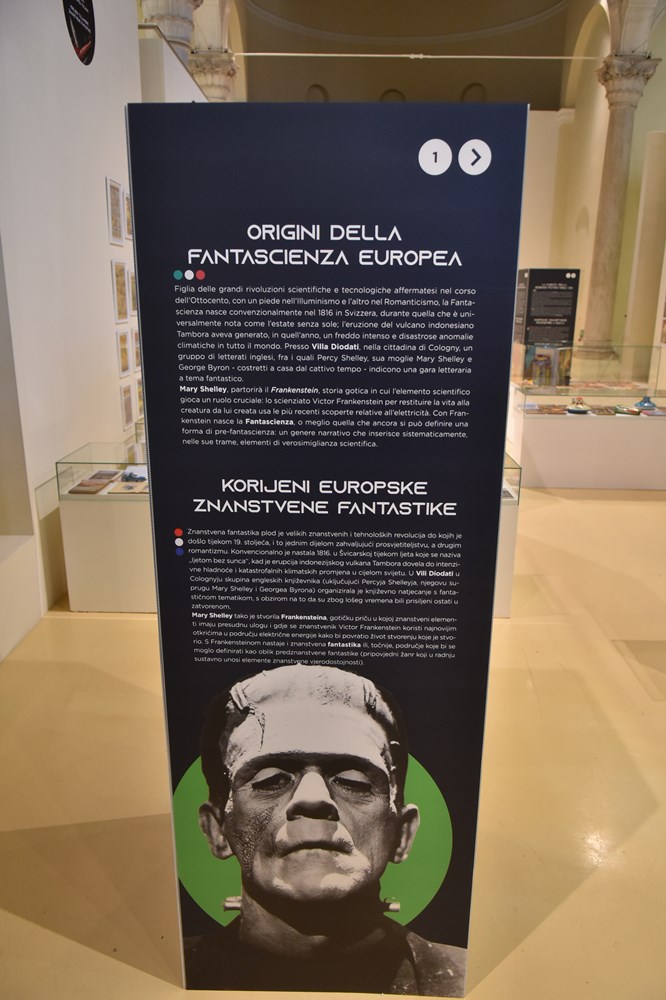 1
ORIGINI DELLA
FANTASCIENZA EUROPEA
Figlia delle grandi rivoluzioni scientifiche e tecnologiche affermatesi nel corso
dell'Ottocento, con un piede nell'Illuminismo e l'altro nel Romanticismo, la Fanta-
scienza nasce convenzionalmente nel 1816 in Svizzera, durante quella che è uni-
versalmente nota come l'estate senza sole; l'eruzione del vulcano indonesiano
Tambora aveva generato, in quell'anno, un freddo intenso e disastrose anomalie
climatiche in tutto il mondo. Presso Villa Diodati, nella cittadina di Cologny, un
gruppo di letterati inglesi, fra i quali Percy Shelley, sua moglie Mary Shelley e
George Byron - costretti a casa dal cattivo tempo - indicono una gara letteraria
a tema fantastico.
Mary Shelley, partorirà il Frankenstein, storia gotica in cui l'elemento scientifico
gioca un ruolo cruciale: lo scienziato Victor Frankenstein per restituire la vita alla
creatura da lui creata usa le più recenti scoperte relative all'elettricità. Con Fran-
kenstein nasce la Fantascienza, o meglio quella che ancora si può definire una
forma di pre-fantascienza: un genere narrativo che inserisce sistematicamente,
nelle sue trame, elementi di verosimiglianza scientifica.
KORIJENI EUROPSKE
ZNANSTVENE FANTASTIKE
Znanstvena fantastika plod je velikih znanstvenih i tehnoloških revolucija do kojih je
došlo tijekom 19. stoljeća, i to jednim dijelom zahvaljujući prosvjetiteljstvu, a drugim
romantizmu. Konvencionalno je nastala 1816. u Švicarskoj tijekom ljeta koje se naziva
„ljetom bez sunca", kad je erupcija indonezijskog vulkana Tambora dovela do intenzi-
vne hladnoće i katastrofalnih klimatskih promjena u cijelom svijetu. U Vili Diodati u
Colognyju skupina engleskih književnika (uključujući Percyja Shelleyja, njegovu su-
prugu Mary Shelley i Georgea Byrona) organizirala je književno natjecanje s fanta-
stičnom tematikom, s obzirom na to da su zbog lošeg vremena bili prisiljeni ostati u
zatvorenom.
Mary Shelley tako je stvorila Frankensteina, gotičku priču u kojoj znanstveni elemen-
ti imaju presudnu ulogu i gdje se znanstvenik Victor Frankenstein koristi najnovijim
otkrićima u području električne energije kako bi povratio život stvorenju koje je stvo-
rio. S Frankensteinom nastaje i znanstvena fantastika ili, točnije, područje koje bi se
moglo definirati kao oblik predznanstvene fantastike (pripovjedni žanr koji u radnju
sustavno unosi elemente znanstvene vjerodostojnosti).